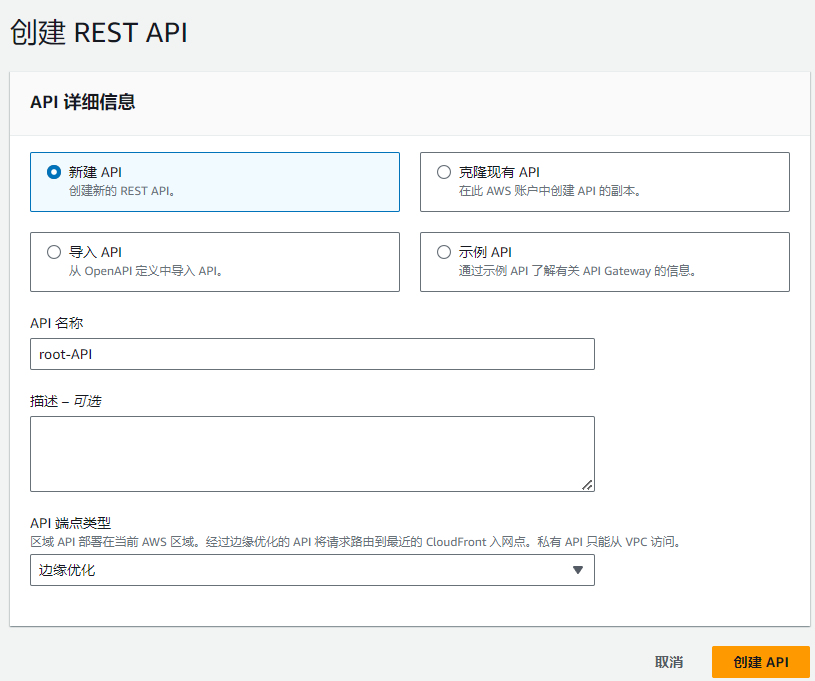 创建 REST API
API 详细信息
新建 API
创建新的 REST API。
克隆现有 API
在此 AWS 账户中创建 API 的副本。
导入 API
从 OpenAPI 定义中导入 API。
示例 API
通过示例 API 了解有关 API Gateway 的信息。
API 名称
root-API
描述 – 可选
API 端点类型
区域 API 部署在当前 AWS 区域。经过边缘优化的 API 将请求路由到最近的 CloudFront 入网点。私有 API 只能从 VPC 访问。
边缘优化
取消
创建 API